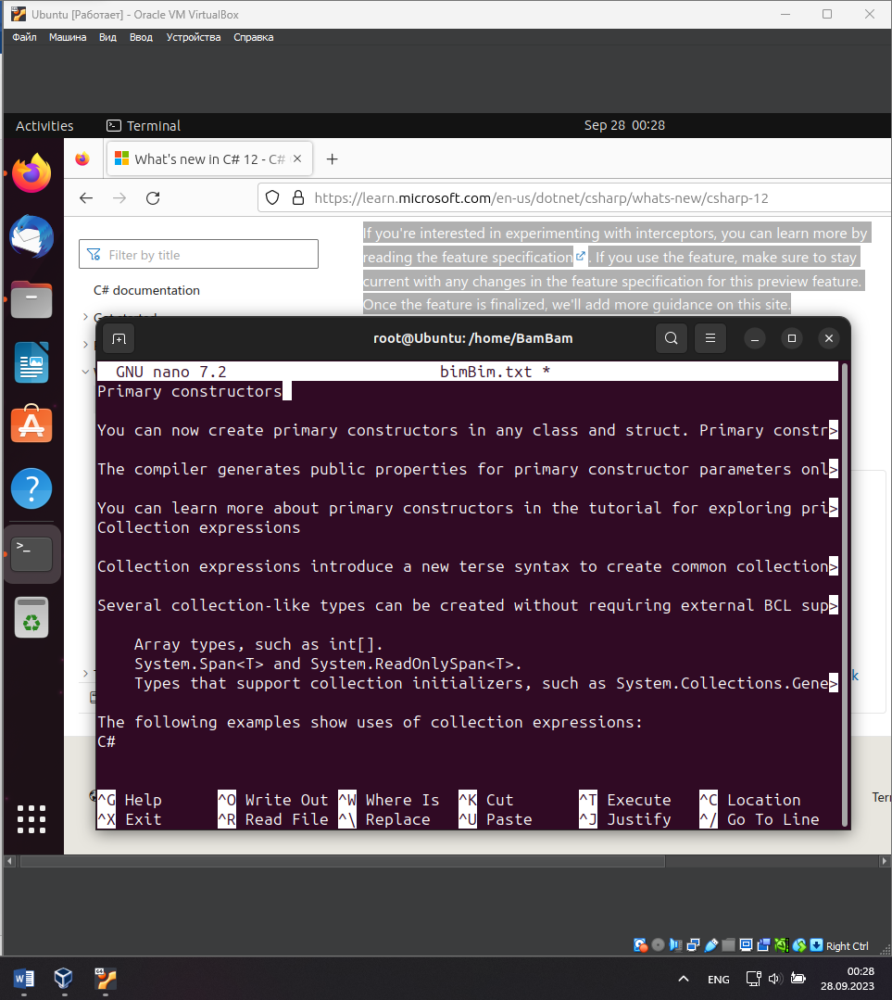 Ubuntu [Работает] - Oracle VM VirtualBox
Файл Машина Вид Ввод Устройства Справка
Activities Terminal Sep 28 00:28
What's new in C# 12 - C#
https://learn.microsoft.com/en-us/dotnet/csharp/whats-new/csharp-12
If you're interested in experimenting with interceptors, you can learn more by
reading the feature specification. If you use the feature, make sure to stay
current with any changes in the feature specification for this preview feature.
Once the feature is finalized, we'll add more guidance on this site.
Filter by title
C# documentation
root@Ubuntu: /home/BamBam
GNU nano 7.2 bimBim.txt *
Primary constructors
You can now create primary constructors in any class and struct. Primary constr>
The compiler generates public properties for primary constructor parameters onl>
You can learn more about primary constructors in the tutorial for exploring pri>
Collection expressions
Collection expressions introduce a new terse syntax to create common collection>
Several collection-like types can be created without requiring external BCL sup>
Array types, such as int[].
System.Span<T> and System.ReadOnlySpan<T>.
Types that support collection initializers, such as System.Collections.Gene>
The following examples show uses of collection expressions:
C#
^G Help ^O Write Out ^W Where Is ^K Cut ^T Execute ^C Location
^X Exit ^R Read File ^\ Replace ^U Paste ^J Justify ^/ Go To Line
Right Ctrl
ENG
00:28
28.09.2023